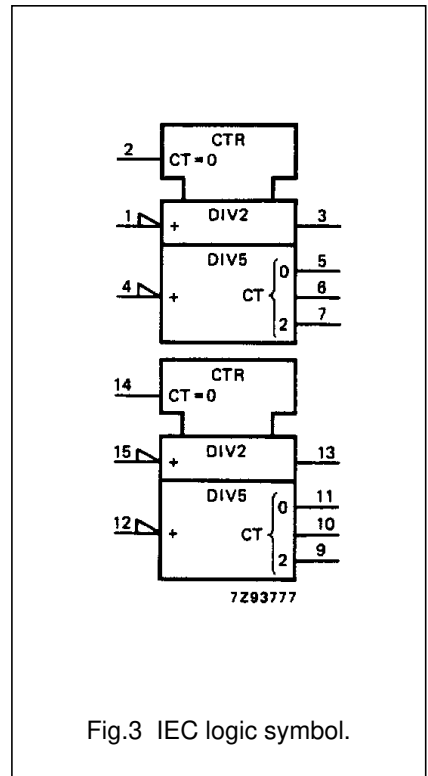 CTR
2 CT=0
1 + DIV2 3
DIV5
0 5
4 + CT 6
2 7
CTR
14 CT=0
15 + DIV2 13
DIV5
0 11
12 + CT 10
2 9
7Z93777
Fig.3 IEC logic symbol.